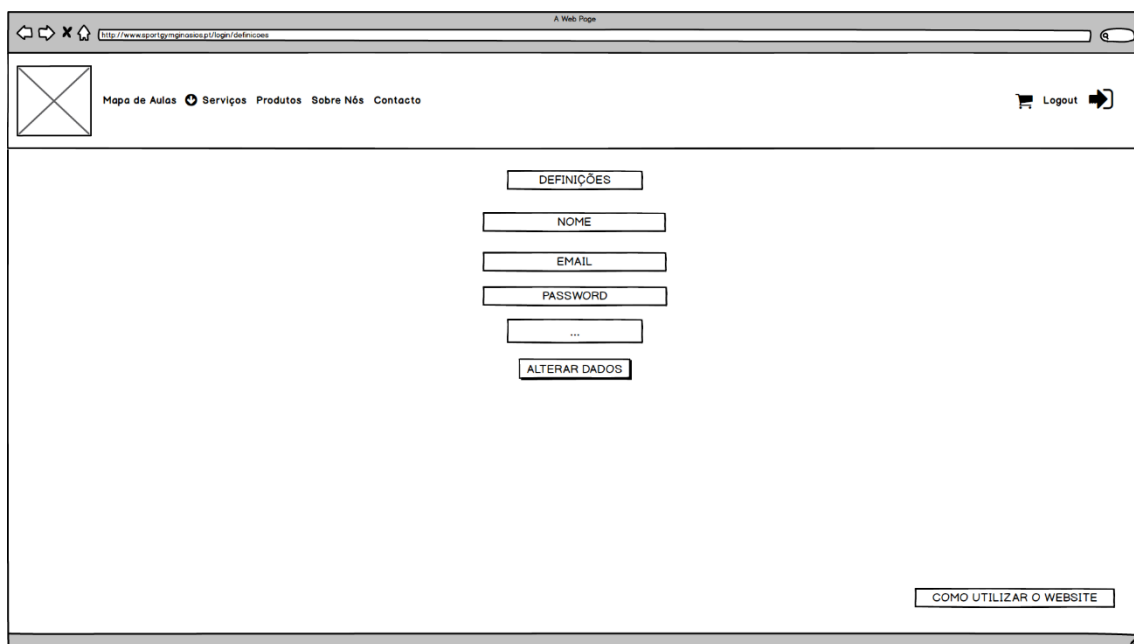 A Web Page
http://www.sportgymginasios.pt/login/definicoes
Mapa de Aulas Serviços Produtos Sobre Nós Contacto Logout
DEFINIÇÕES
NOME
EMAIL
PASSWORD
...
ALTERAR DADOS
COMO UTILIZAR O WEBSITE